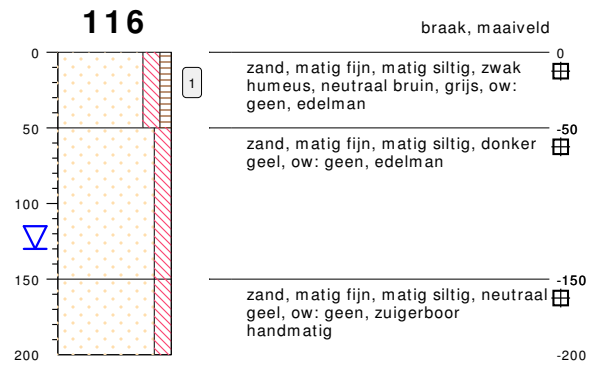 116
braak, maaiveld
0
0
zand, matig fijn, matig siltig, zwak
humeus, neutraal bruin, grijs, ow:
geen, edelman
1
50
-50
zand, matig fijn, matig siltig, donker
geel, ow: geen, edelman
100
150
-150
zand, matig fijn, matig siltig, neutraal
geel, ow: geen, zuigerboor
handmatig
200
-200